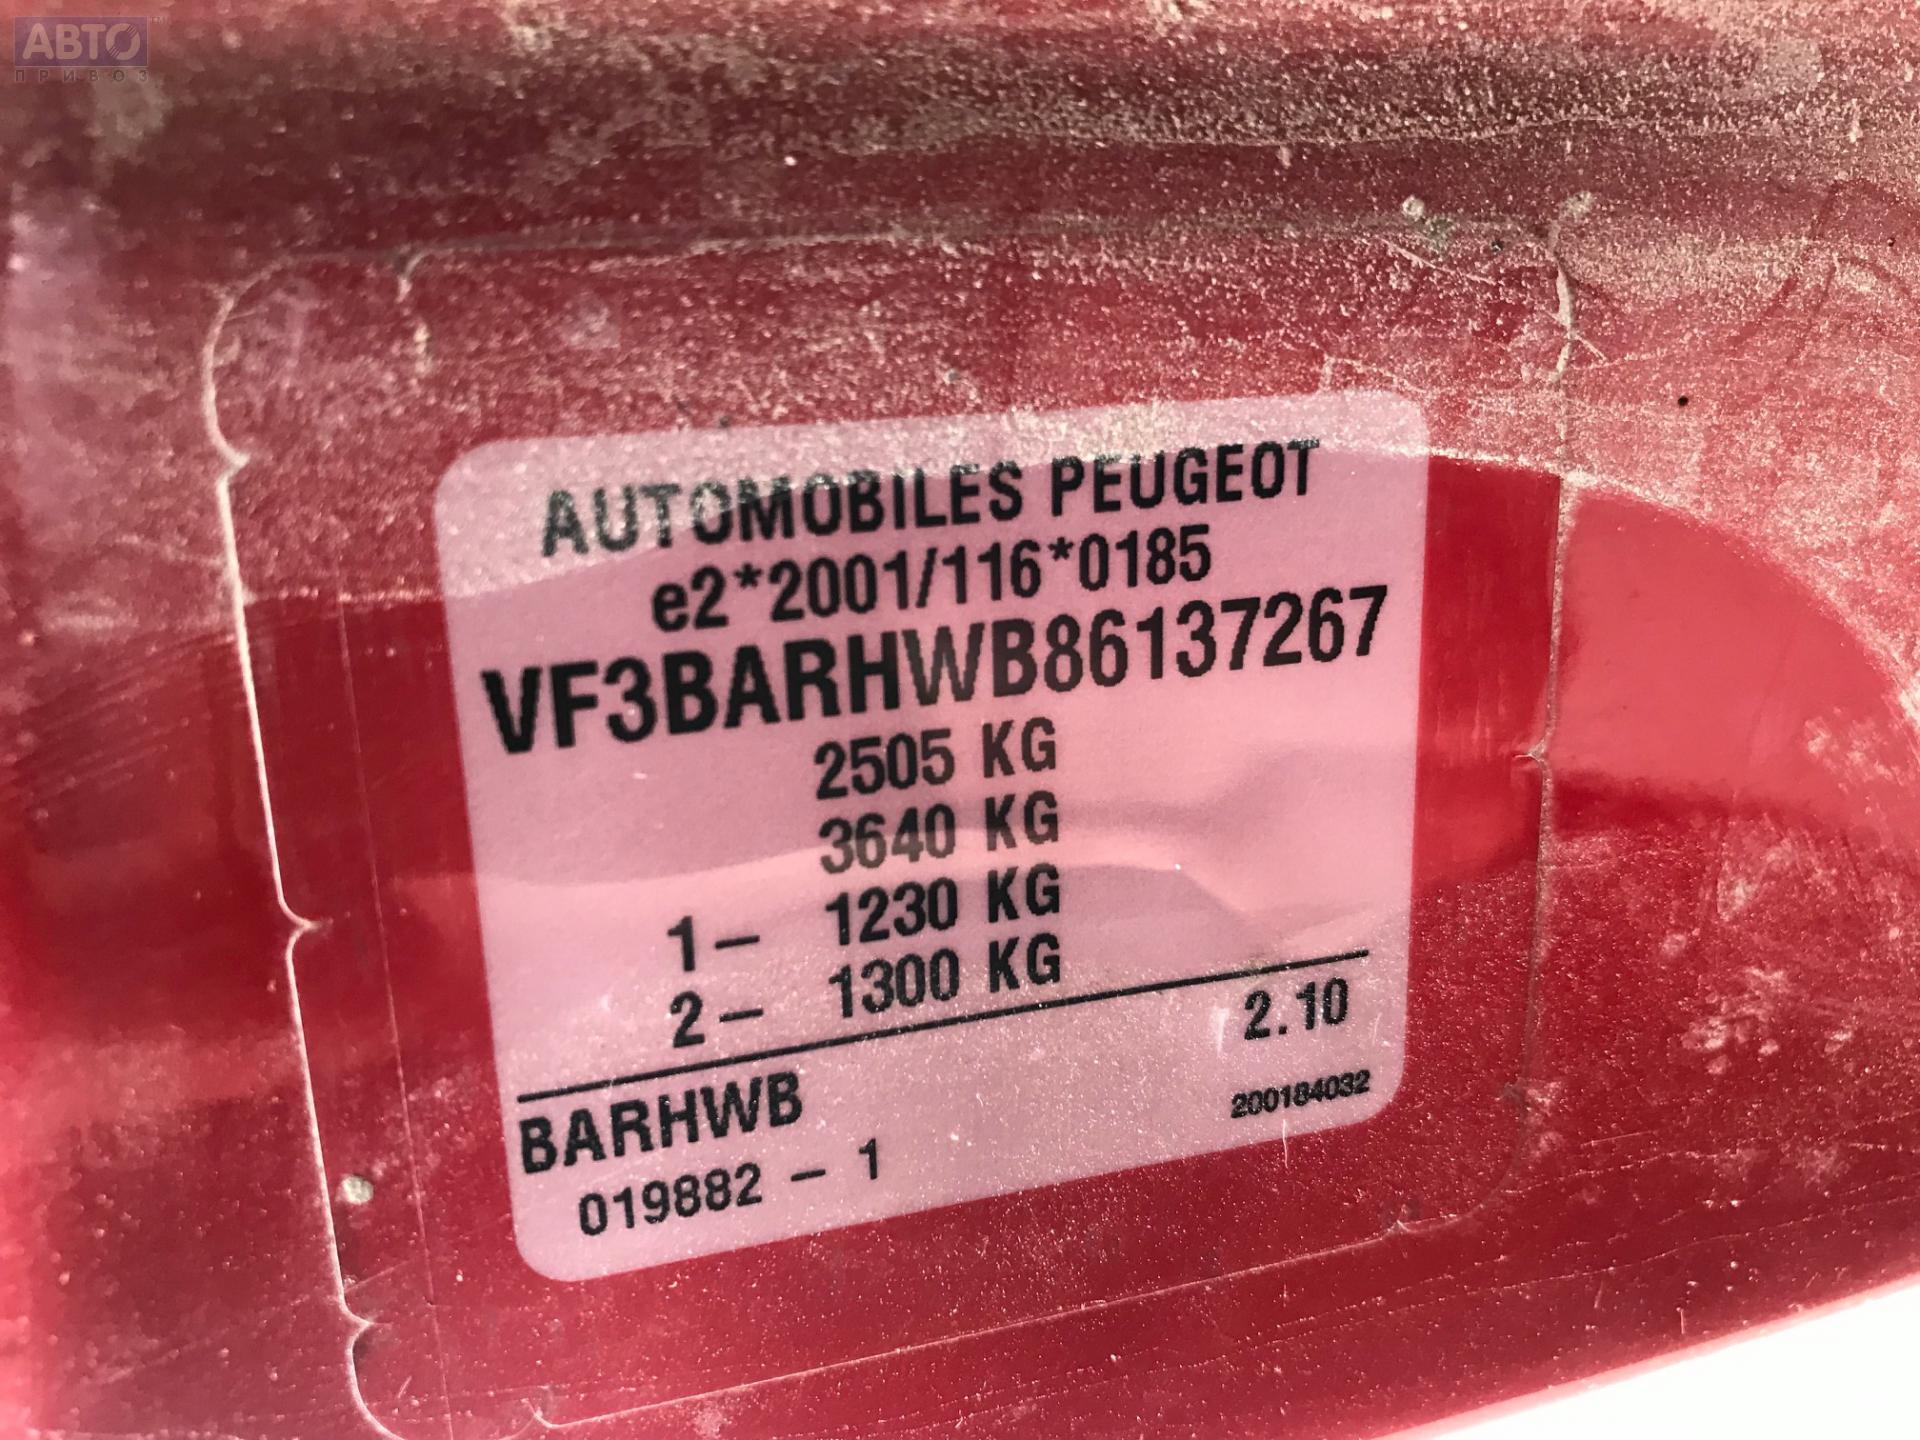 АВТО™
ПРИВОЗ
AUTOMOBILES PEUGEOT
e2*2001/116*0185
VF3BARHWB86137267
2505 KG
3640 KG
1- 1230 KG
2- 1300 KG
BARHWB 2.10
019882 - 1 200184032